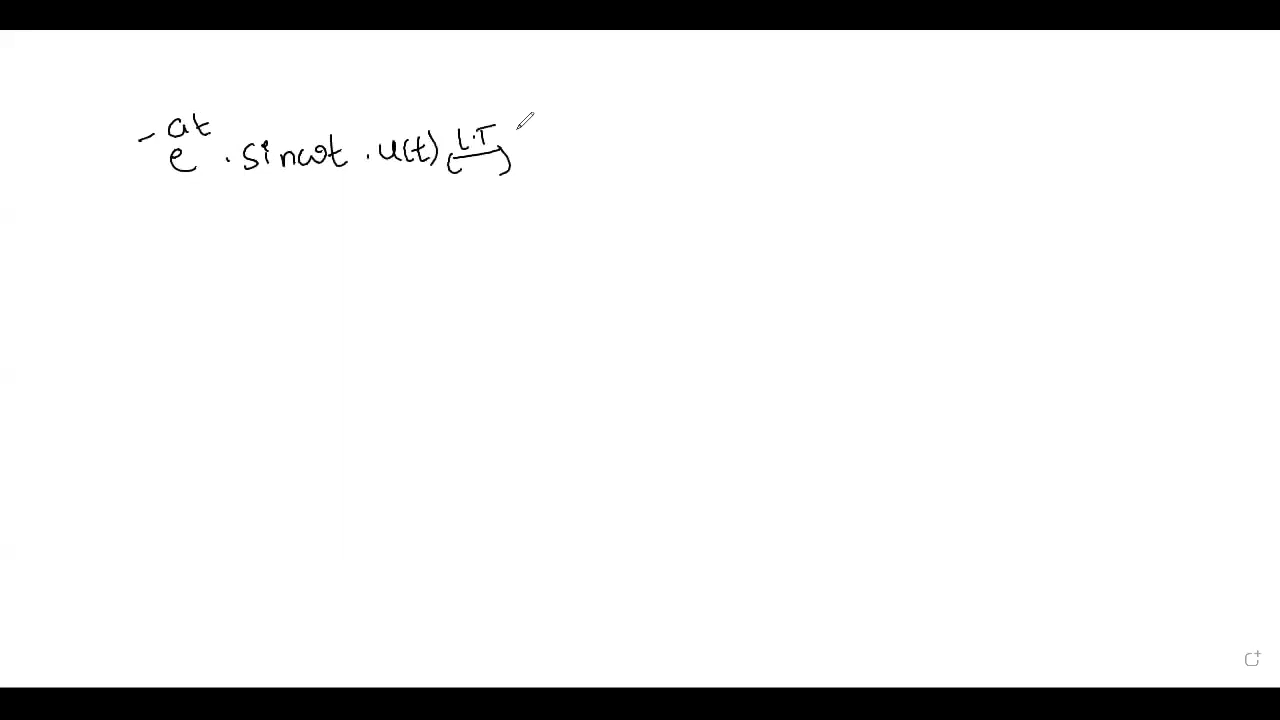 e^{-at} . sinωt . u(t) L.T